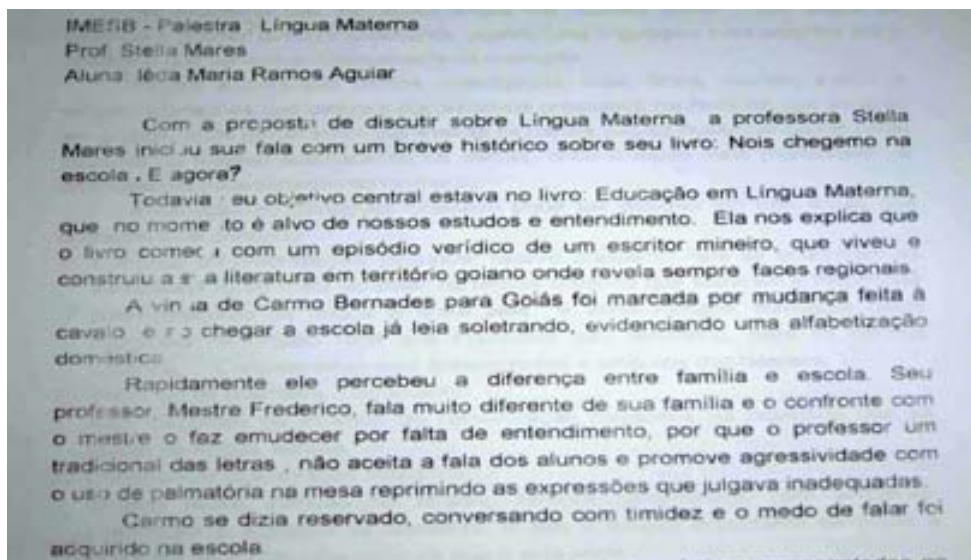 IMESB - Palestra : Língua Materna
Prof. Stella Mares
Aluna: Iêda Maria Ramos Aguiar
Com a proposta de discutir sobre Língua Materna a professora Stella
Mares iniciou sua fala com um breve histórico sobre seu livro: Nois chegemo na
escola . E agora?
Todavia seu objetivo central estava no livro: Educação em Língua Materna,
que no momento é alvo de nossos estudos e entendimento. Ela nos explica que
o livro começa com um episódio verídico de um escritor mineiro, que viveu e
construiu a sua literatura em território goiano onde revela sempre faces regionais.
A vinda de Carmo Bernades para Goiás foi marcada por mudança feita à
cavalo e ao chegar a escola já leia soletrando, evidenciando uma alfabetização
doméstica.
Rapidamente ele percebeu a diferença entre família e escola. Seu
professor, Mestre Frederico, fala muito diferente de sua família e o confronte com
o mestre o faz emudecer por falta de entendimento, por que o professor um
tradicional das letras , não aceita a fala dos alunos e promove agressividade com
o uso de palmatória na mesa reprimindo as expressões que julgava inadequadas.
Carmo se dizia reservado, conversando com timidez e o medo de falar foi
adquirido na escola.